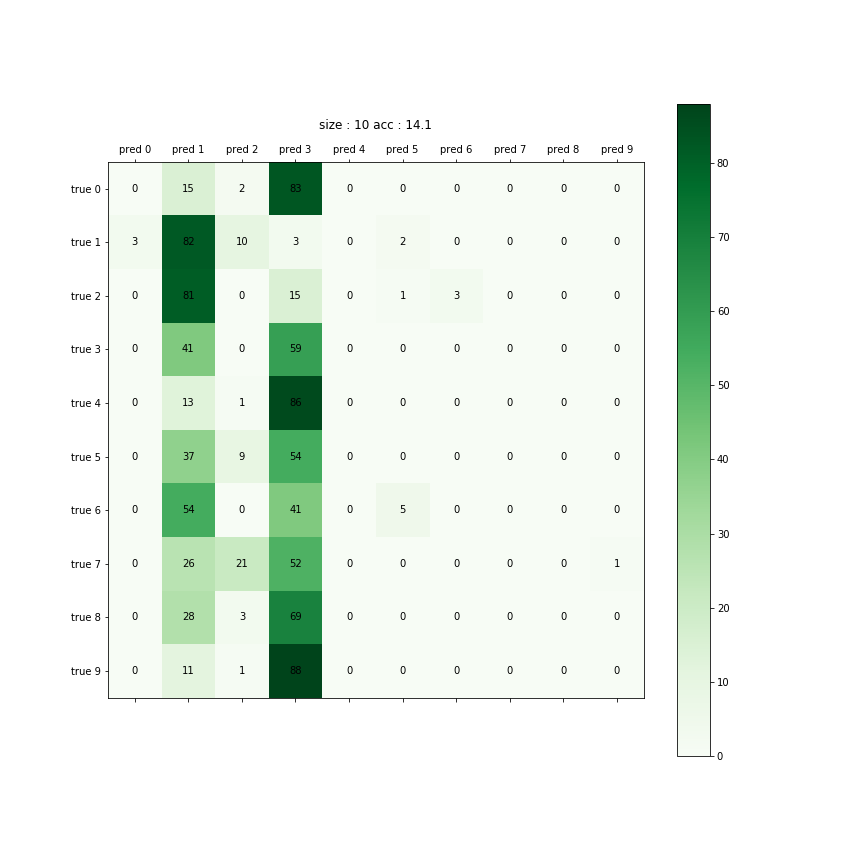 size : 10 acc : 14.1
pred 0 pred 1 pred 2 pred 3 pred 4 pred 5 pred 6 pred 7 pred 8 pred 9
true 0 0 15 2 83 0 0 0 0 0 0
true 1 3 82 10 3 0 2 0 0 0 0
true 2 0 81 0 15 0 1 3 0 0 0
true 3 0 41 0 59 0 0 0 0 0 0
true 4 0 13 1 86 0 0 0 0 0 0
true 5 0 37 9 54 0 0 0 0 0 0
true 6 0 54 0 41 0 5 0 0 0 0
true 7 0 26 21 52 0 0 0 0 0 1
true 8 0 28 3 69 0 0 0 0 0 0
true 9 0 11 1 88 0 0 0 0 0 0
80
70
60
50
40
30
20
10
0